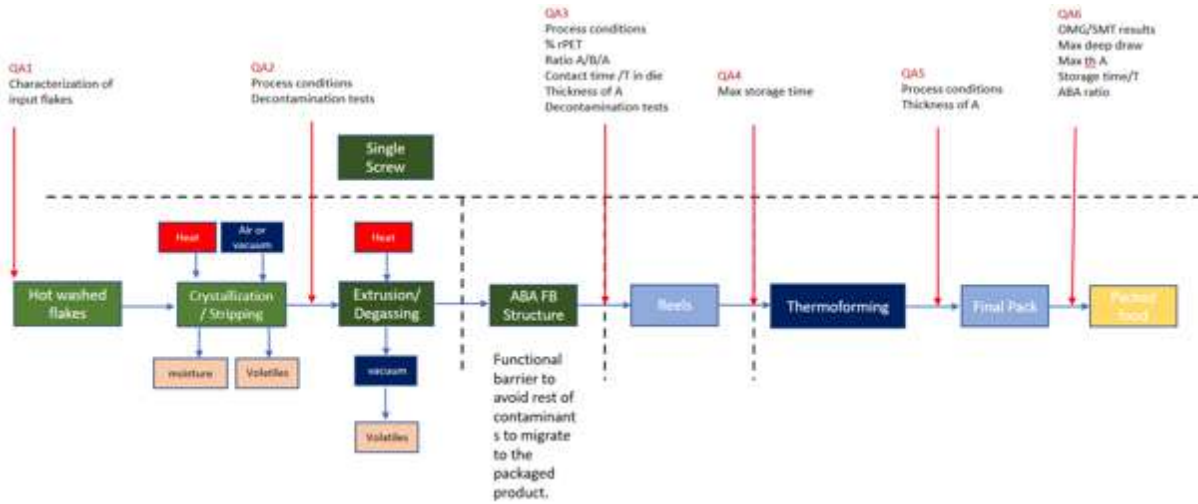 QA1
Characterization of
input flakes
QA2
Process conditions
Decontamination tests
QA3
Process conditions
% rPET
Ratio A/B/A
Contact time /T in die
Thickness of A
Decontamination tests
QA4
Max storage time
QA5
Process conditions
Thickness of A
QA6
OMG/SMT results
Max deep draw
Max th A
Storage time/T
ABA ratio
Single
Screw
Heat
Air or
vacuum
Heat
Hot washed
flakes
Crystallization
/ Stripping
Extrusion/
Degassing
ABA FB
Structure
Reels
Thermoforming
Final Pack
Packed
food
moisture
Volatiles
vacuum
Volatiles
Functional
barrier to
avoid rest of
contaminant
s to migrate
to the
packaged
product.